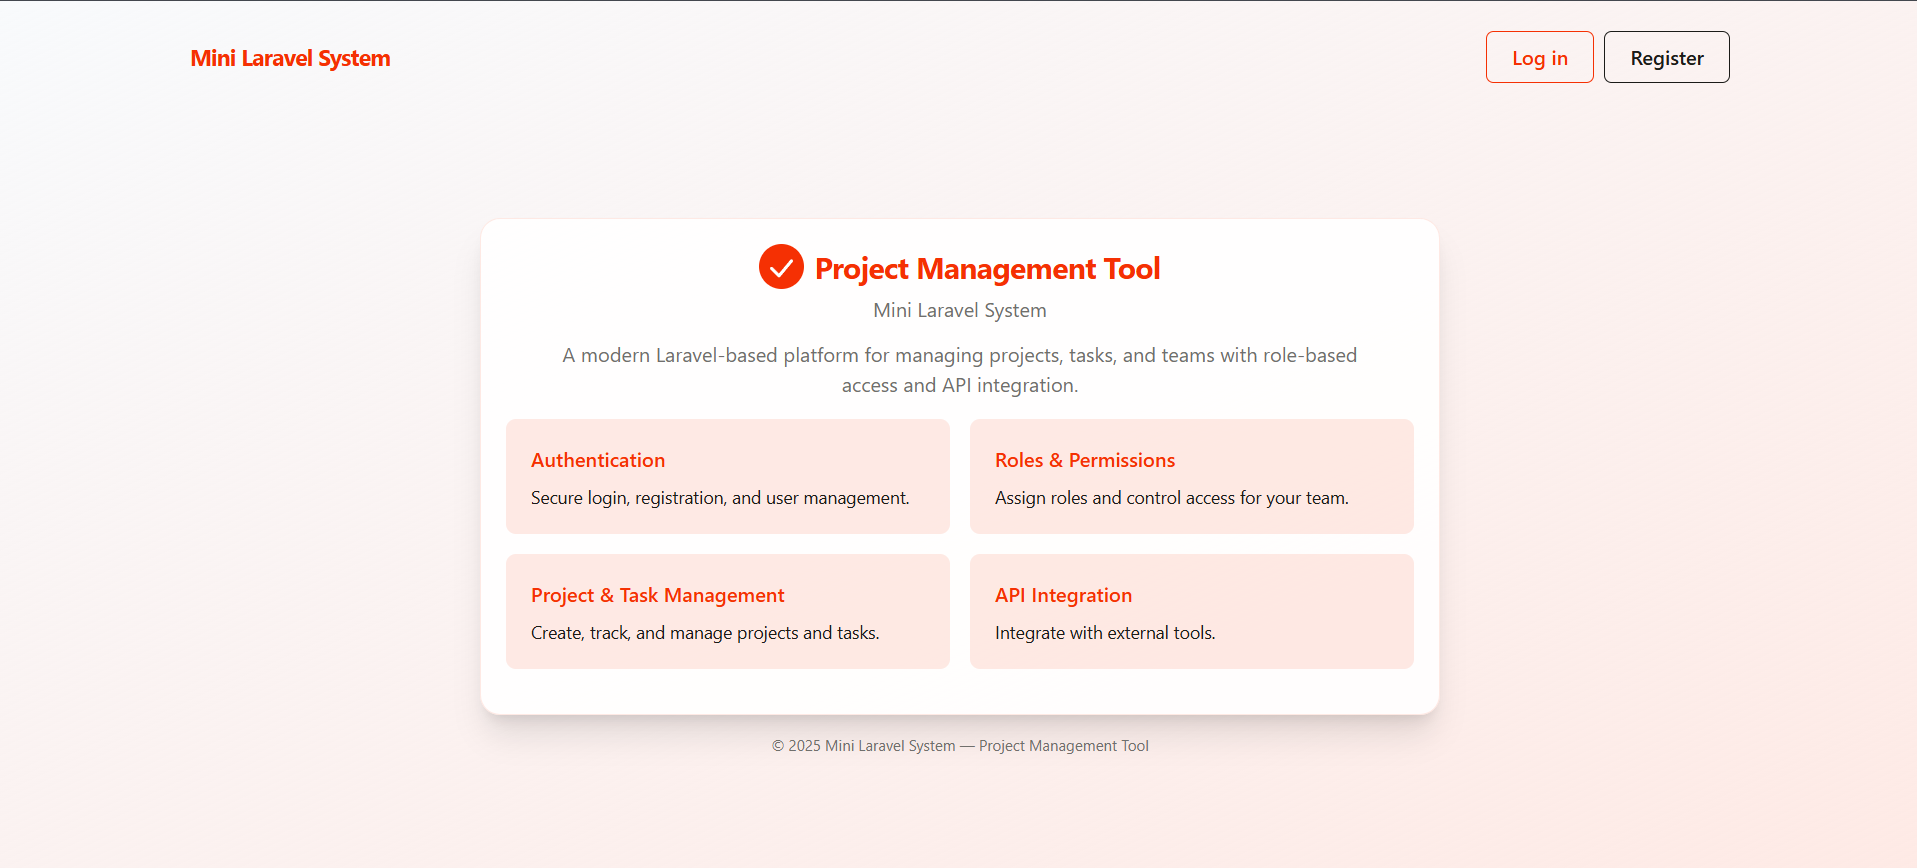 Mini Laravel System
Log in
Register
Project Management Tool
Mini Laravel System
A modern Laravel-based platform for managing projects, tasks, and teams with role-based
access and API integration.
Authentication
Secure login, registration, and user management.
Roles & Permissions
Assign roles and control access for your team.
Project & Task Management
Create, track, and manage projects and tasks.
API Integration
Integrate with external tools.
© 2025 Mini Laravel System — Project Management Tool